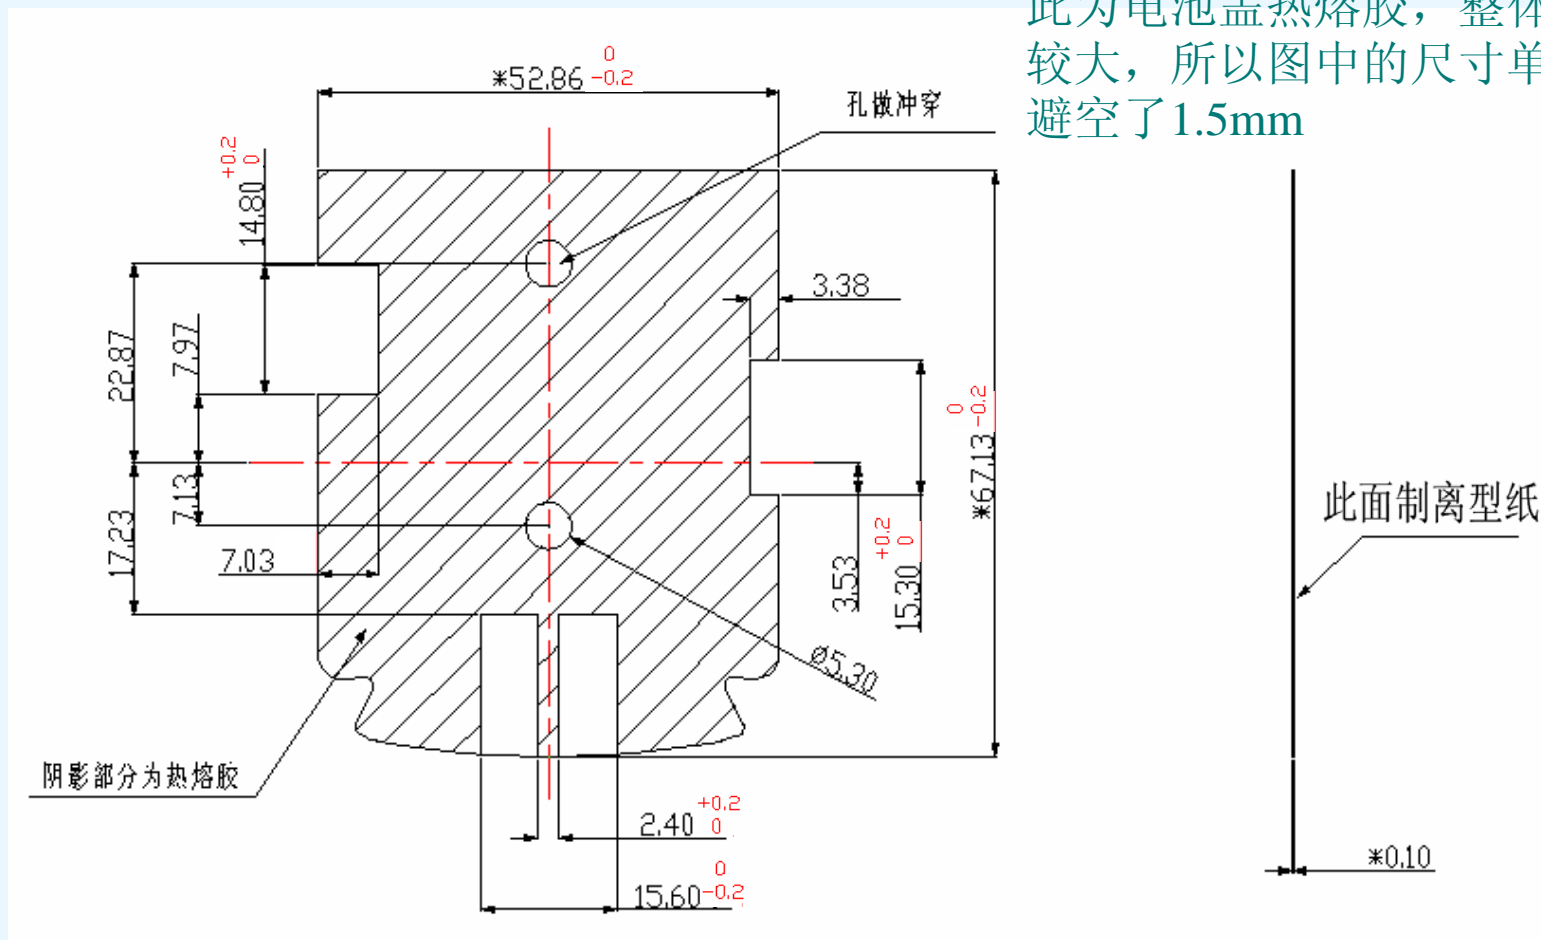 此为电池盖热熔胶，整体
较大，所以图中的尺寸单
避空了1.5mm
*52.86 0 -0.2
孔做冲穿
14.80 +0.2 0
22.87
7.97
7.13
17.23
7.03
3.38
*67.13 0 -0.2
3.53
15.30 +0.2 0
ø5.30
此面制离型纸
阴影部分为热熔胶
2.40 +0.2 0
15.60 0 -0.2
*0.10